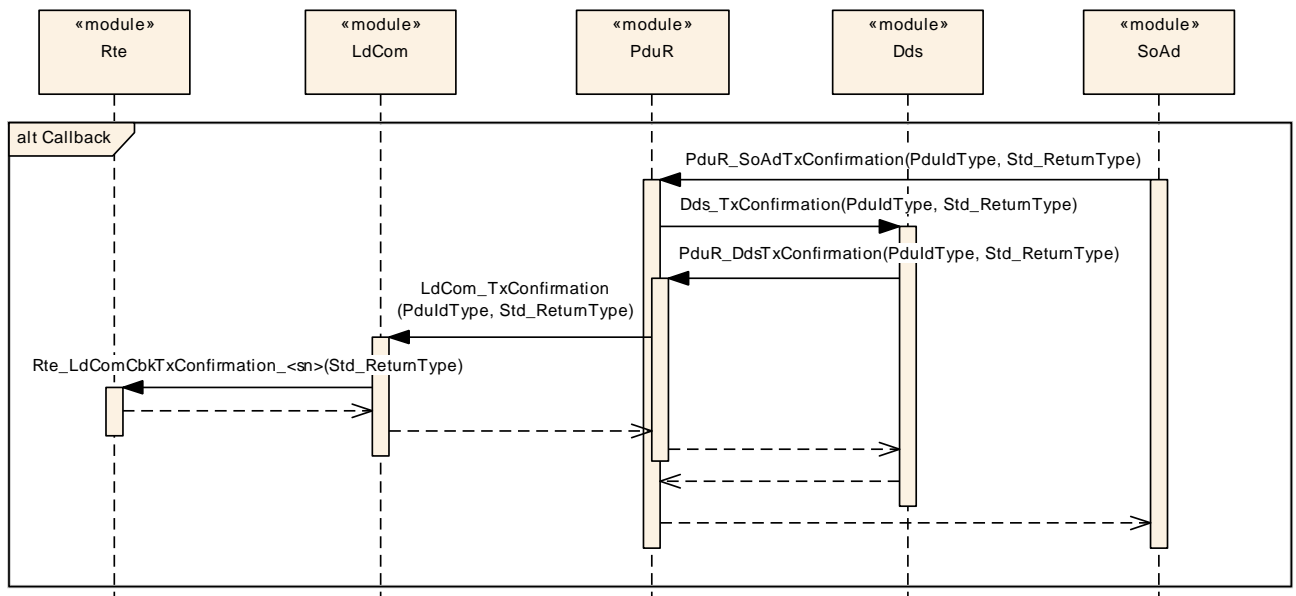 «module»
Rte
«module»
LdCom
«module»
PduR
«module»
Dds
«module»
SoAd
alt Callback
PduR_SoAdTxConfirmation(PduIdType, Std_ReturnType)
Dds_TxConfirmation(PduIdType, Std_ReturnType)
PduR_DdsTxConfirmation(PduIdType, Std_ReturnType)
LdCom_TxConfirmation
(PduIdType, Std_ReturnType)
Rte_LdComCbkTxConfirmation_<sn>(Std_ReturnType)